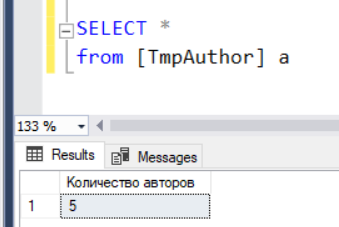 SELECT *
from [TmpAuthor] a
133 %
Results Messages
Количество авторов
1 5